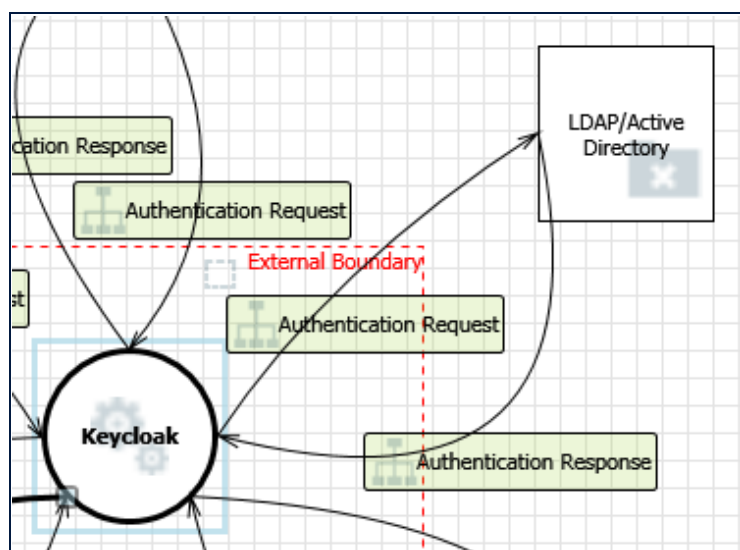 LDAP/Active
Directory
cation Response
Authentication Request
External Boundary
st
Authentication Request
Keycloak
Authentication Response